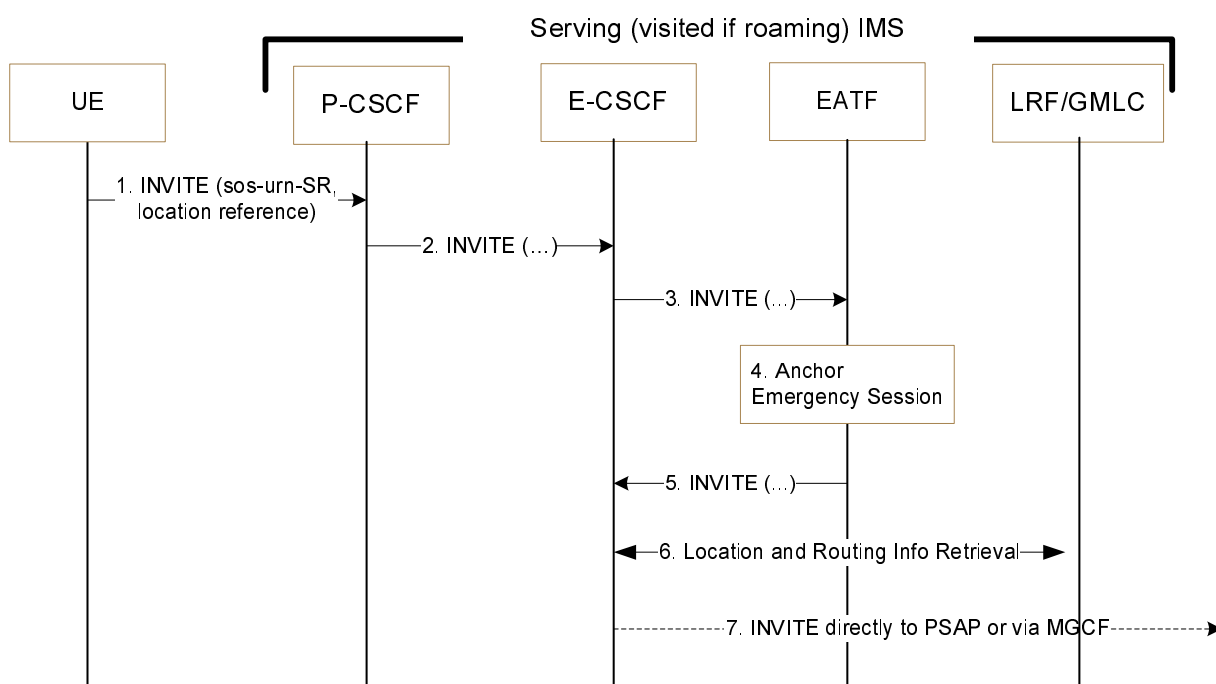 Serving (visited if roaming) IMS
UE
P-CSCF
E-CSCF
EATF
LRF/GMLC
1. INVITE (sos-urn-SR,
location reference)
2. INVITE (…)
3. INVITE (…)
4. Anchor
Emergency Session
5. INVITE (…)
6. Location and Routing Info Retrieval
7. INVITE directly to PSAP or via MGCF